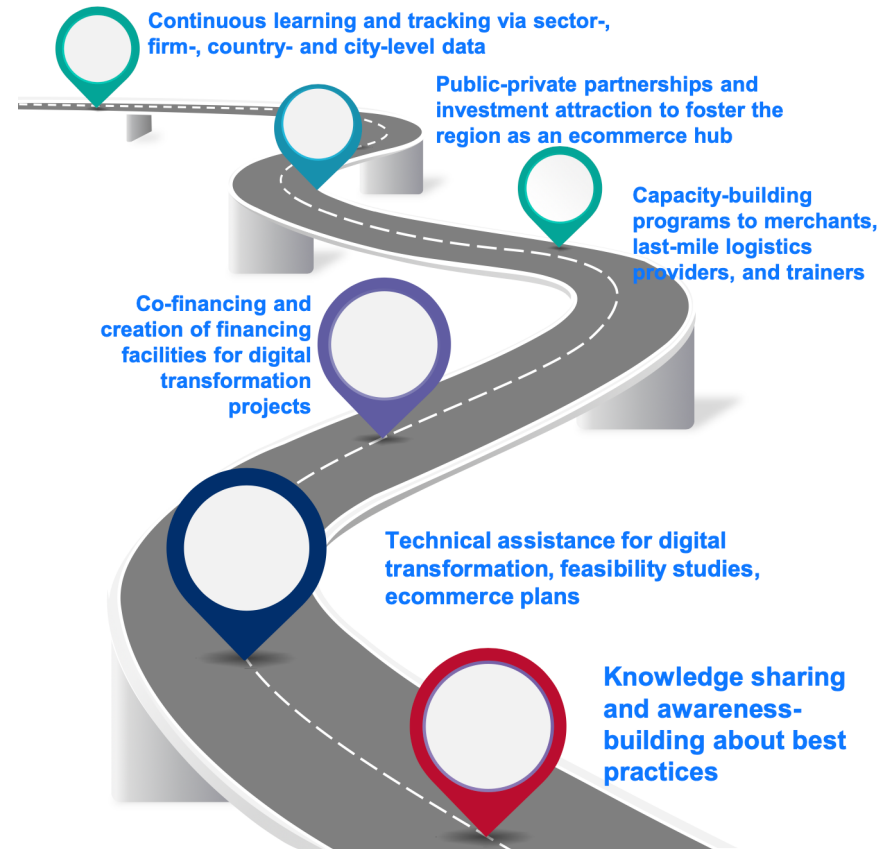 Continuous learning and tracking via sector-,
firm-, country- and city-level data
Public-private partnerships and
investment attraction to foster the
region as an ecommerce hub
Capacity-building
programs to merchants,
last-mile logistics
providers, and trainers
Co-financing and
creation of financing
facilities for digital
transformation
projects
Technical assistance for digital
transformation, feasibility studies,
ecommerce plans
Knowledge sharing
and awareness-
building about best
practices